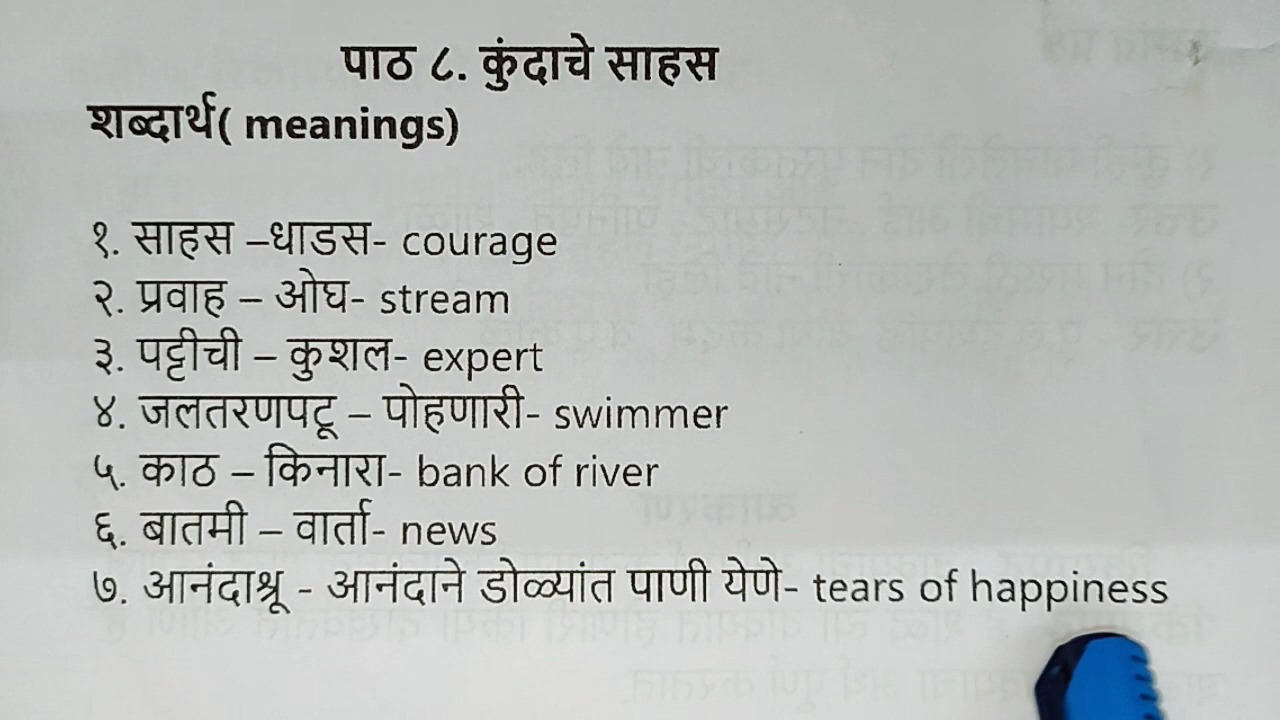 पाठ ८. कुंदाचे साहस
शब्दार्थ( meanings)
१. साहस –धाडस- courage
२. प्रवाह – ओघ- stream
३. पट्टीची – कुशल- expert
४. जलतरणपटू – पोहणारी- swimmer
५. काठ – किनारा- bank of river
६. बातमी – वार्ता- news
७. आनंदाश्रू - आनंदाने डोळ्यांत पाणी येणे- tears of happiness